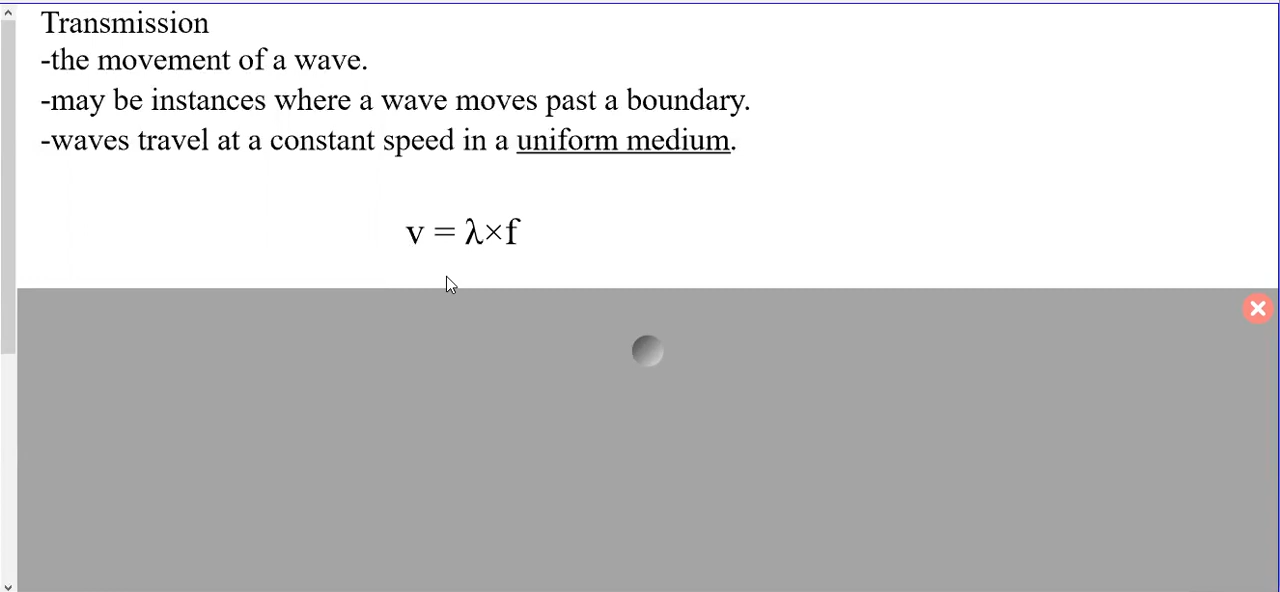 Transmission
-the movement of a wave.
-may be instances where a wave moves past a boundary.
-waves travel at a constant speed in a uniform medium.
v = λ×f